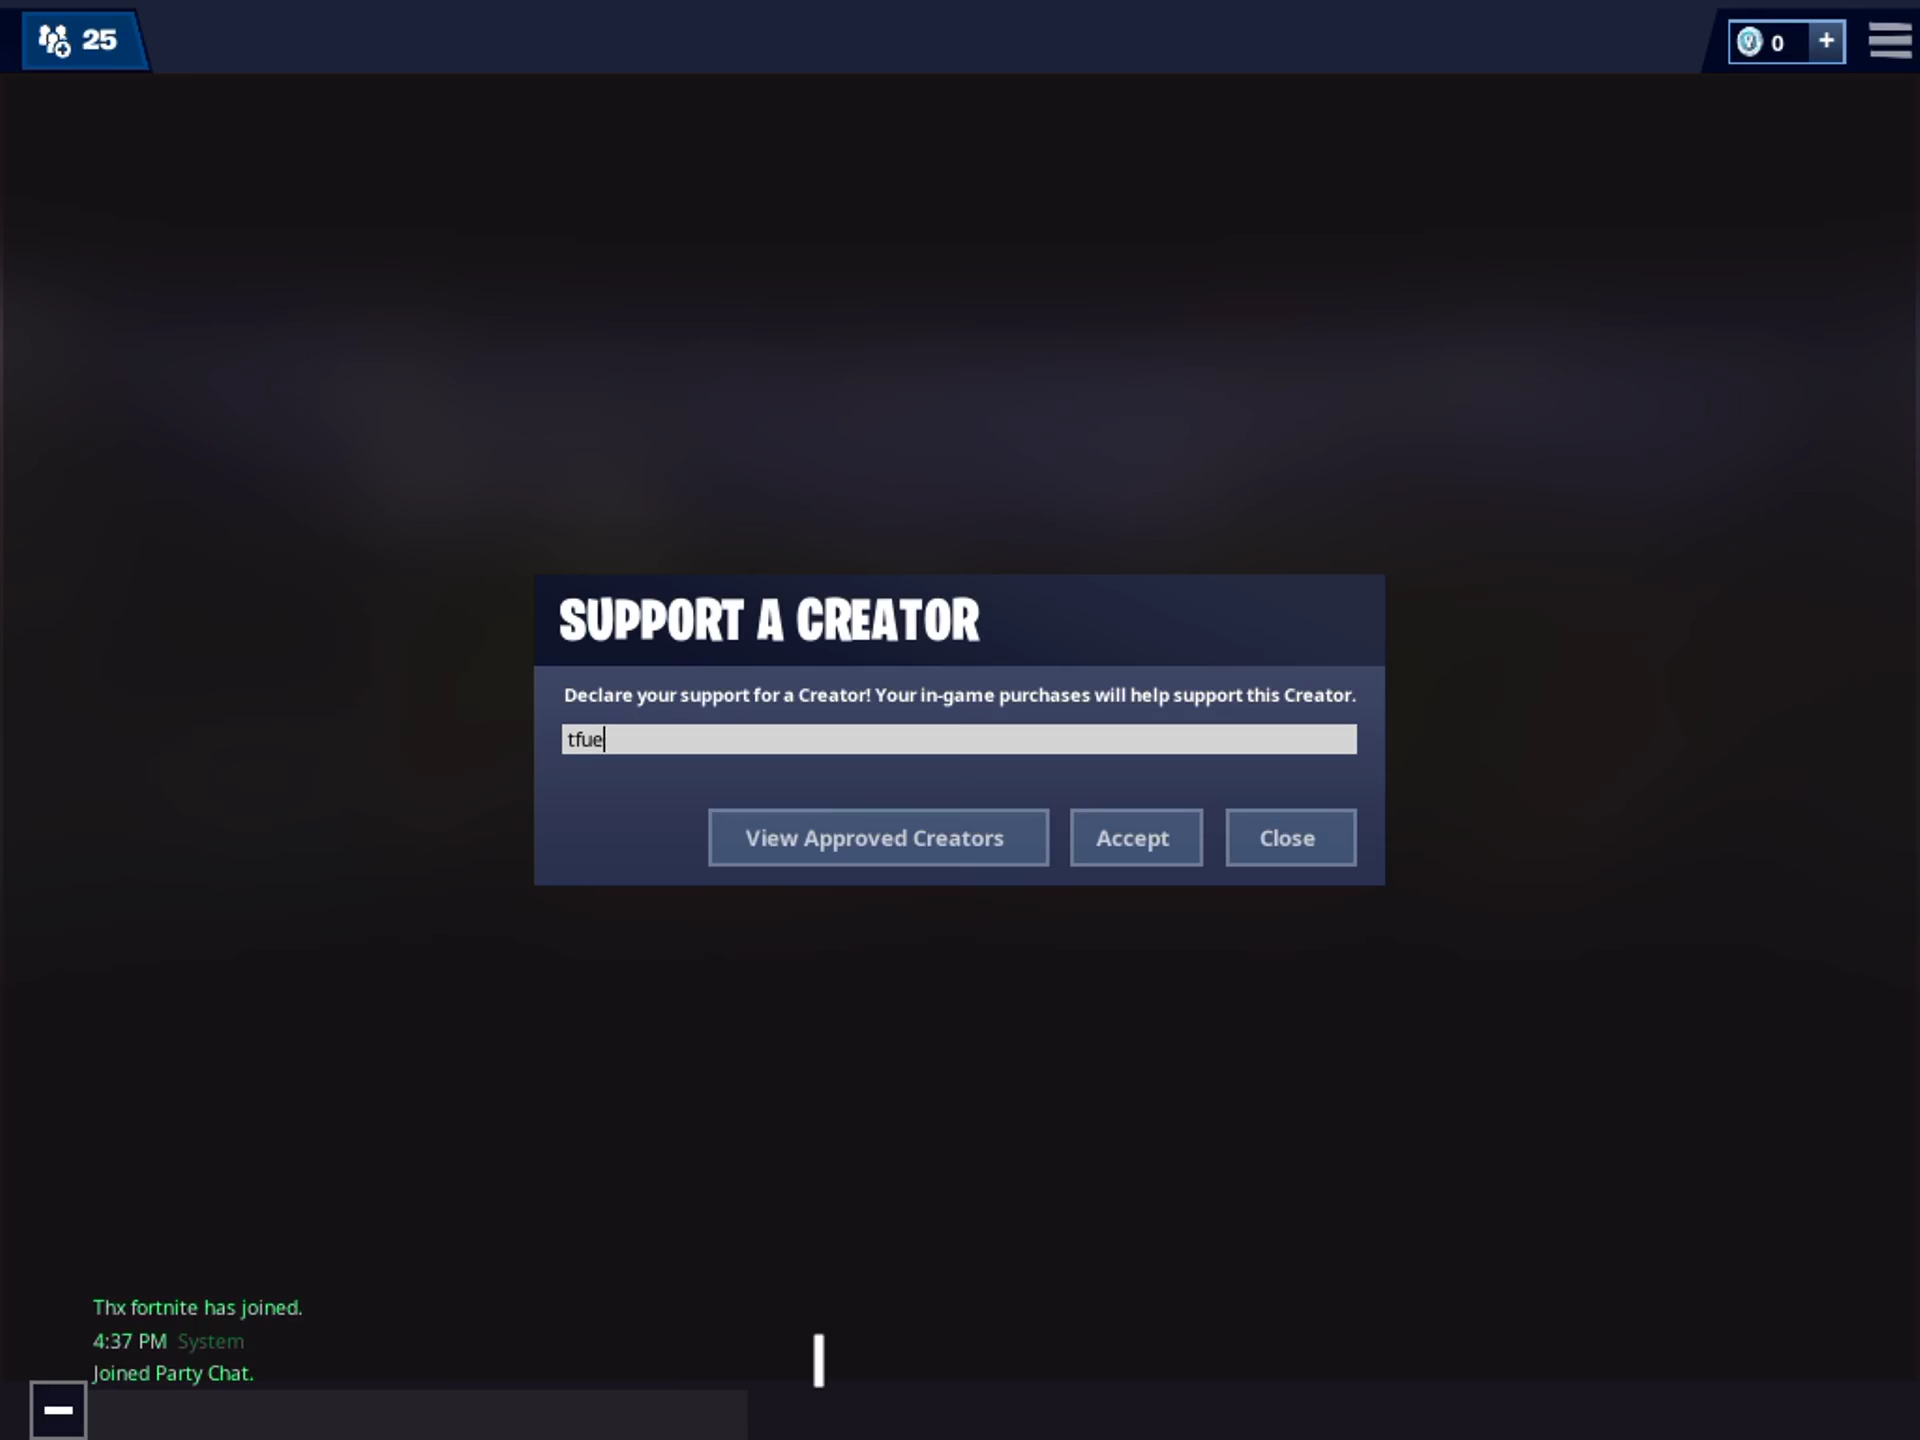 25
0 +
SUPPORT A CREATOR
Declare your support for a Creator! Your in-game purchases will help support this Creator.
tfue
View Approved Creators Accept Close
Thx fortnite has joined.
4:37 PM System
Joined Party Chat.